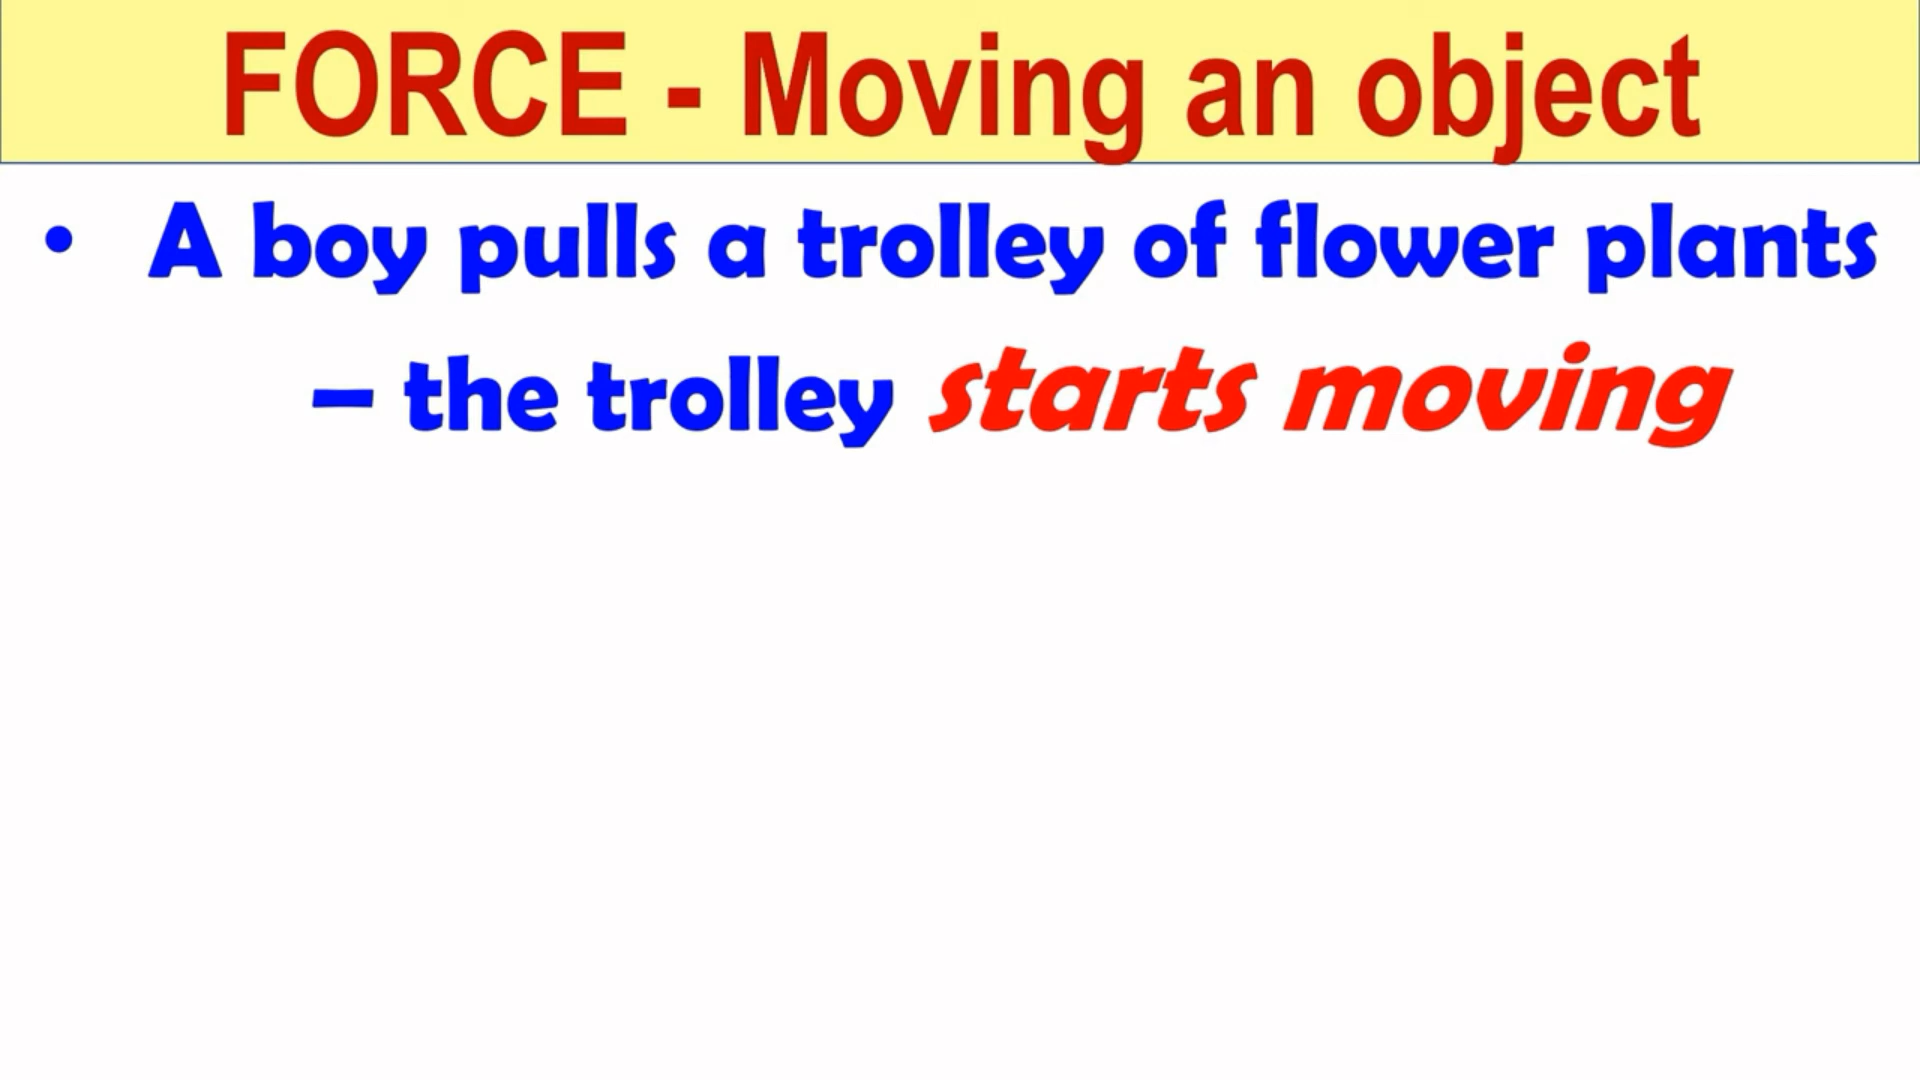 FORCE - Moving an object
• A boy pulls a trolley of flower plants
– the trolley starts moving